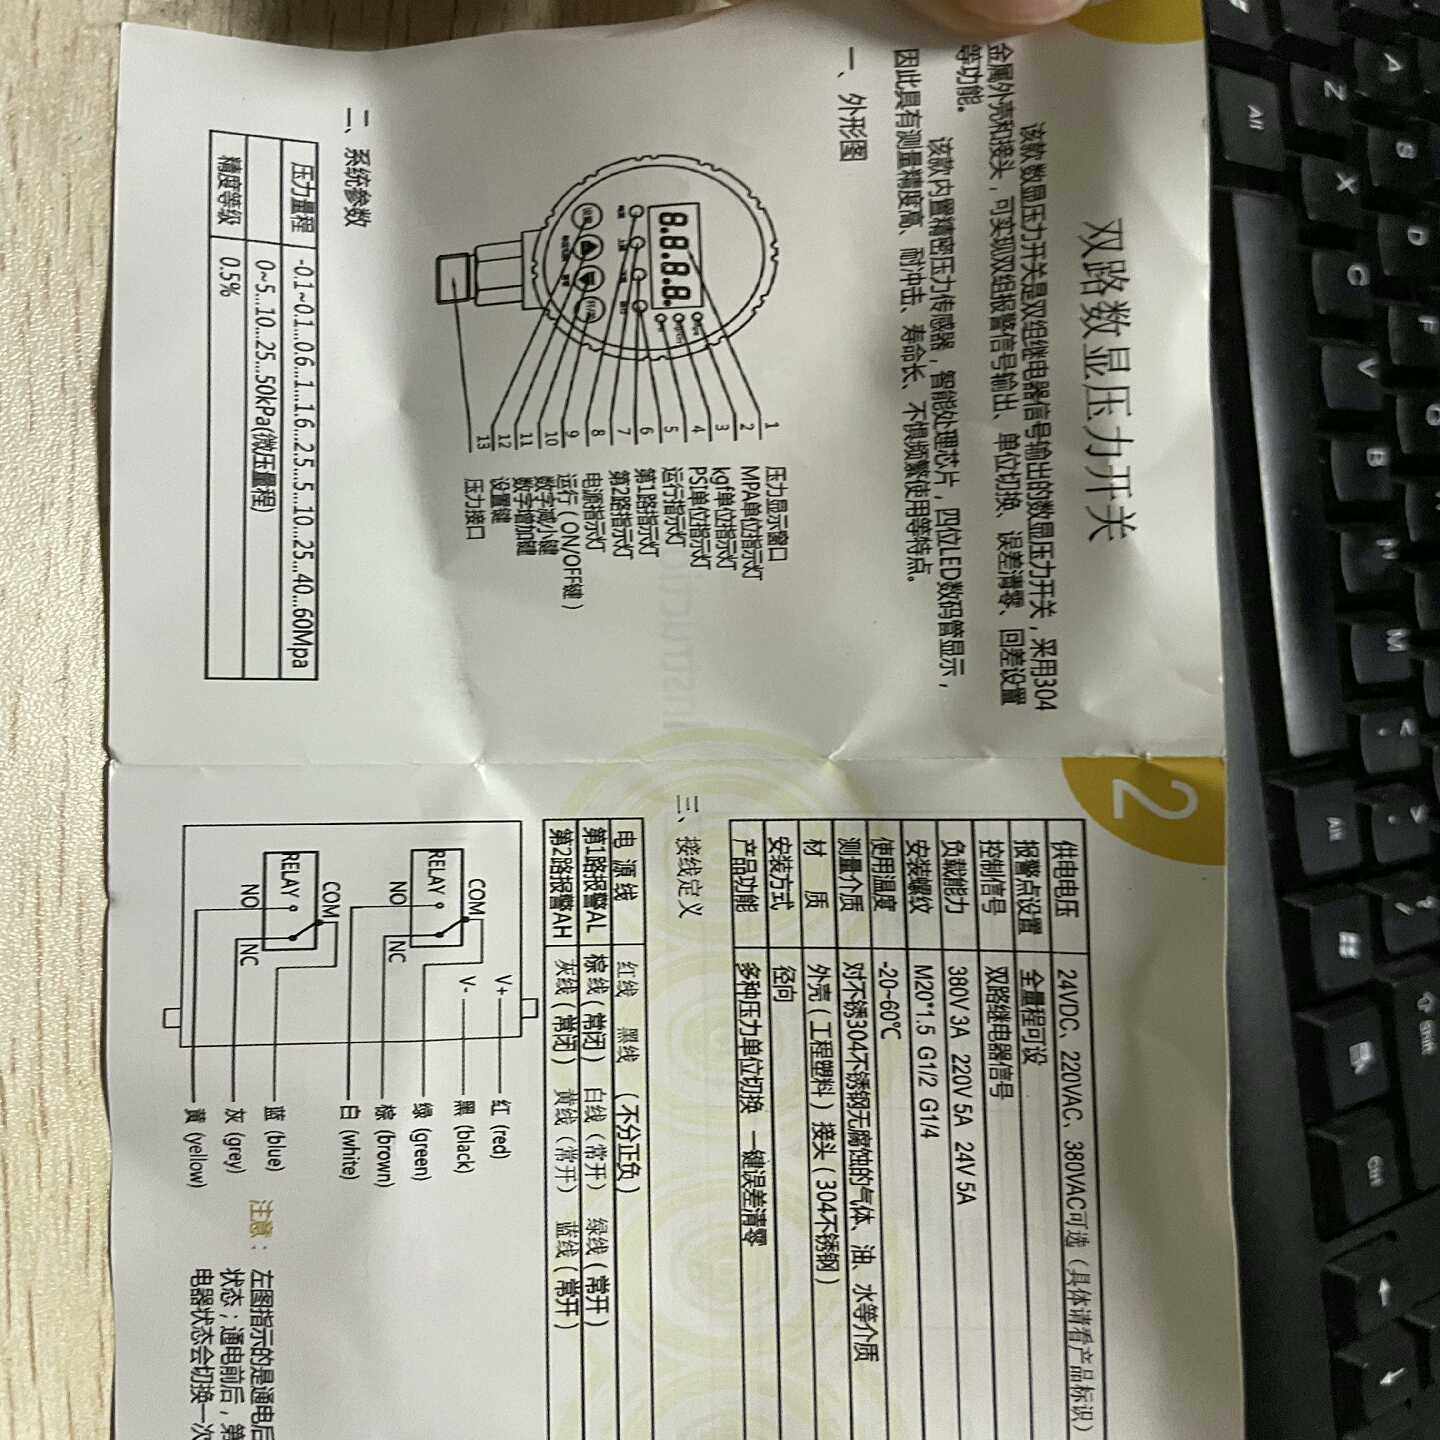 双路数显压力开关
该款数显压力开关是双组继电器信号输出的数显压力开关，采用304
金属外壳和接头，可实现双组报警信号输出、单位切换、误差清零、回差设置
等功能。
该款内置精密压力传感器，智能处理芯片，四位LED数码管显示，
因此具有测量精度高、耐冲击、寿命长、不惧频繁使用等特点。
一、外形图
8.8.8.8.
1 压力显示窗口
2 MPA单位指示灯
3 kgf单位指示灯
4 PSI单位指示灯
5 运行指示灯
6 第1路指示灯
7 第2路指示灯
8 电源指示灯
9 运行（ON/OFF键）
10 数字减小键
11 数字增加键
12 设置键
13 压力接口
二、系统参数
压力量程 -0.1~0.1...0.6...1...1.6...2.5...5...10...25...40...60Mpa
0~5...10...25...50kPa(微压量程)
精度等级 0.5%
2
供电电压 24VDC、220VAC、380VAC可选（具体请看产品标识）
报警点设置 全量程可设
控制信号 双路继电器信号
负载能力 380V 3A 220V 5A 24V 5A
安装螺纹 M20*1.5 G1/2 G1/4
使用温度 -20~60℃
测量介质 对不锈304不锈钢无腐蚀的气体、油、水等介质
材 质 外壳（工程塑料）接头（304不锈钢）
安装方式 径向
产品功能 多种压力单位切换 一键误差清零
三、接线定义
电 源 线 红线 黑线 （不分正负）
第1路报警AL 棕线（常闭） 白线（常开） 绿线（常开）
第2路报警AH 灰线（常闭） 黄线（常开） 蓝线（常开）
V+ 红 (red)
V- 黑 (black)
COM 绿 (green)
RELAY
NC 棕 (brown)
NO 白 (white)
COM 蓝 (blue)
RELAY
NC 灰 (grey)
NO 黄 (yellow)
注意：左图指示的是通电后
状态；通电前后，第
电器状态会切换一次
Alt
Z
A
X
S
C
D
V
M
Alt
Ctrl
shift